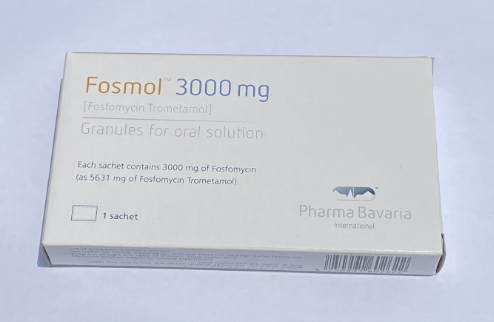 Fosmol™ 3000 mg
[Fosfomycin Trometamol]
Granules for oral solution
Each sachet contains 3000 mg of Fosfomycin
(as 5631 mg of Fosfomycin Trometamol).
1 sachet
Pharma Bavaria
International